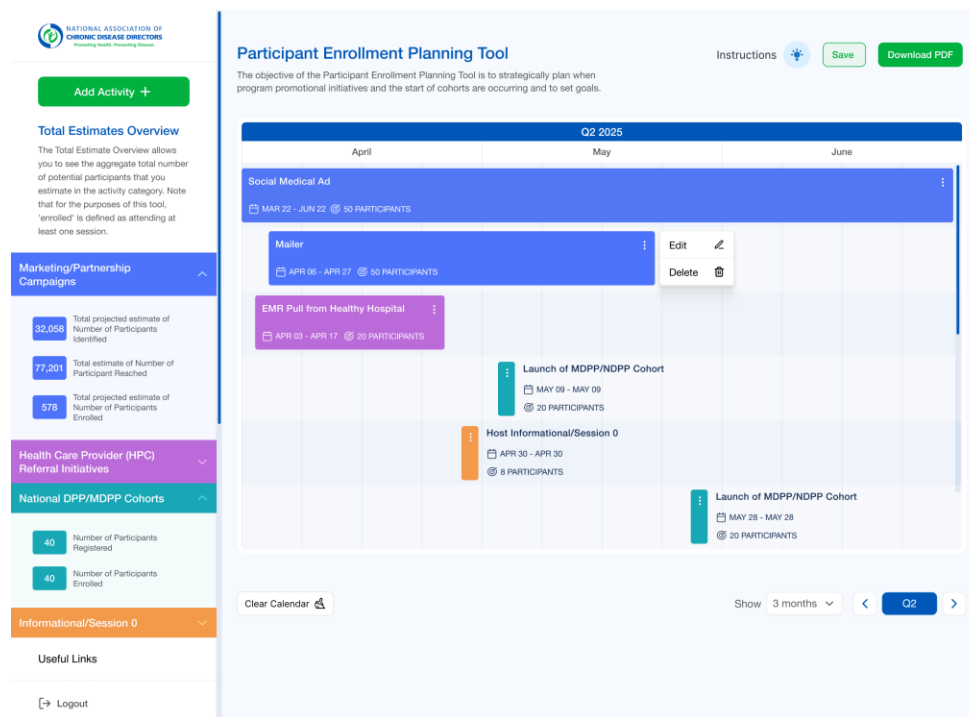 NATIONAL ASSOCIATION OF
CHRONIC DISEASE DIRECTORS
Promoting Health. Preventing Disease.
Add Activity +
Total Estimates Overview
The Total Estimate Overview allows
you to see the aggregate total number
of potential participants that you
estimate in the activity category. Note
that for the purposes of this tool,
'enrolled' is defined as attending at
least one session.
Marketing/Partnership
Campaigns
32,058
Total projected estimate of
Number of Participants
Identified
77,201
Total estimate of Number of
Participant Reached
578
Total projected estimate of
Number of Participants
Enrolled
Health Care Provider (HPC)
Referral Initiatives
National DPP/MDPP Cohorts
40
Number of Participants
Registered
40
Number of Participants
Enrolled
Informational/Session 0
Useful Links
Logout
Participant Enrollment Planning Tool
The objective of the Participant Enrollment Planning Tool is to strategically plan when
program promotional initiatives and the start of cohorts are occurring and to set goals.
Instructions
Save
Download PDF
Q2 2025
April May June
Social Medical Ad
MAR 22 - JUN 22 50 PARTICIPANTS
Mailer
APR 06 - APR 27 50 PARTICIPANTS
Edit
Delete
EMR Pull from Healthy Hospital
APR 03 - APR 17 20 PARTICIPANTS
Launch of MDPP/NDPP Cohort
MAY 09 - MAY 09
20 PARTICIPANTS
Host Informational/Session 0
APR 30 - APR 30
8 PARTICIPANTS
Launch of MDPP/NDPP Cohort
MAY 28 - MAY 28
20 PARTICIPANTS
Clear Calendar
Show 3 months
Q2